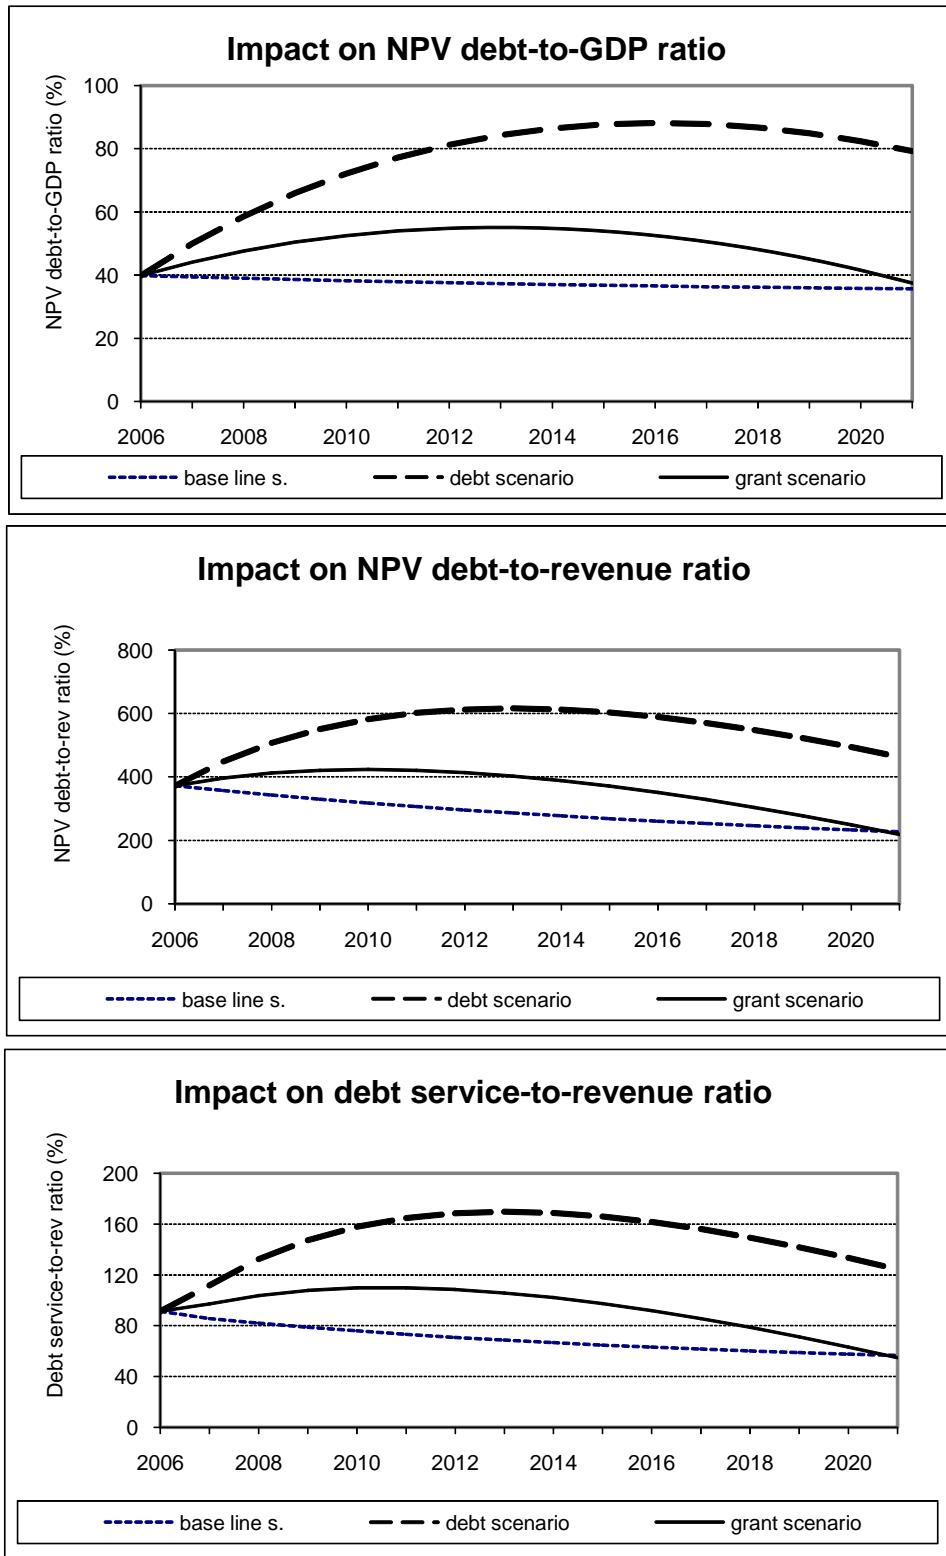 Impact on NPV debt-to-GDP ratio
NPV debt-to-GDP ratio (%)
100
80
60
40
20
0
2006 2008 2010 2012 2014 2016 2018 2020
base line s. debt scenario grant scenario
Impact on NPV debt-to-revenue ratio
NPV debt-to-rev ratio (%)
800
600
400
200
0
2006 2008 2010 2012 2014 2016 2018 2020
base line s. debt scenario grant scenario
Impact on debt service-to-revenue ratio
Debt service-to-rev ratio (%)
200
160
120
80
40
0
2006 2008 2010 2012 2014 2016 2018 2020
base line s. debt scenario grant scenario